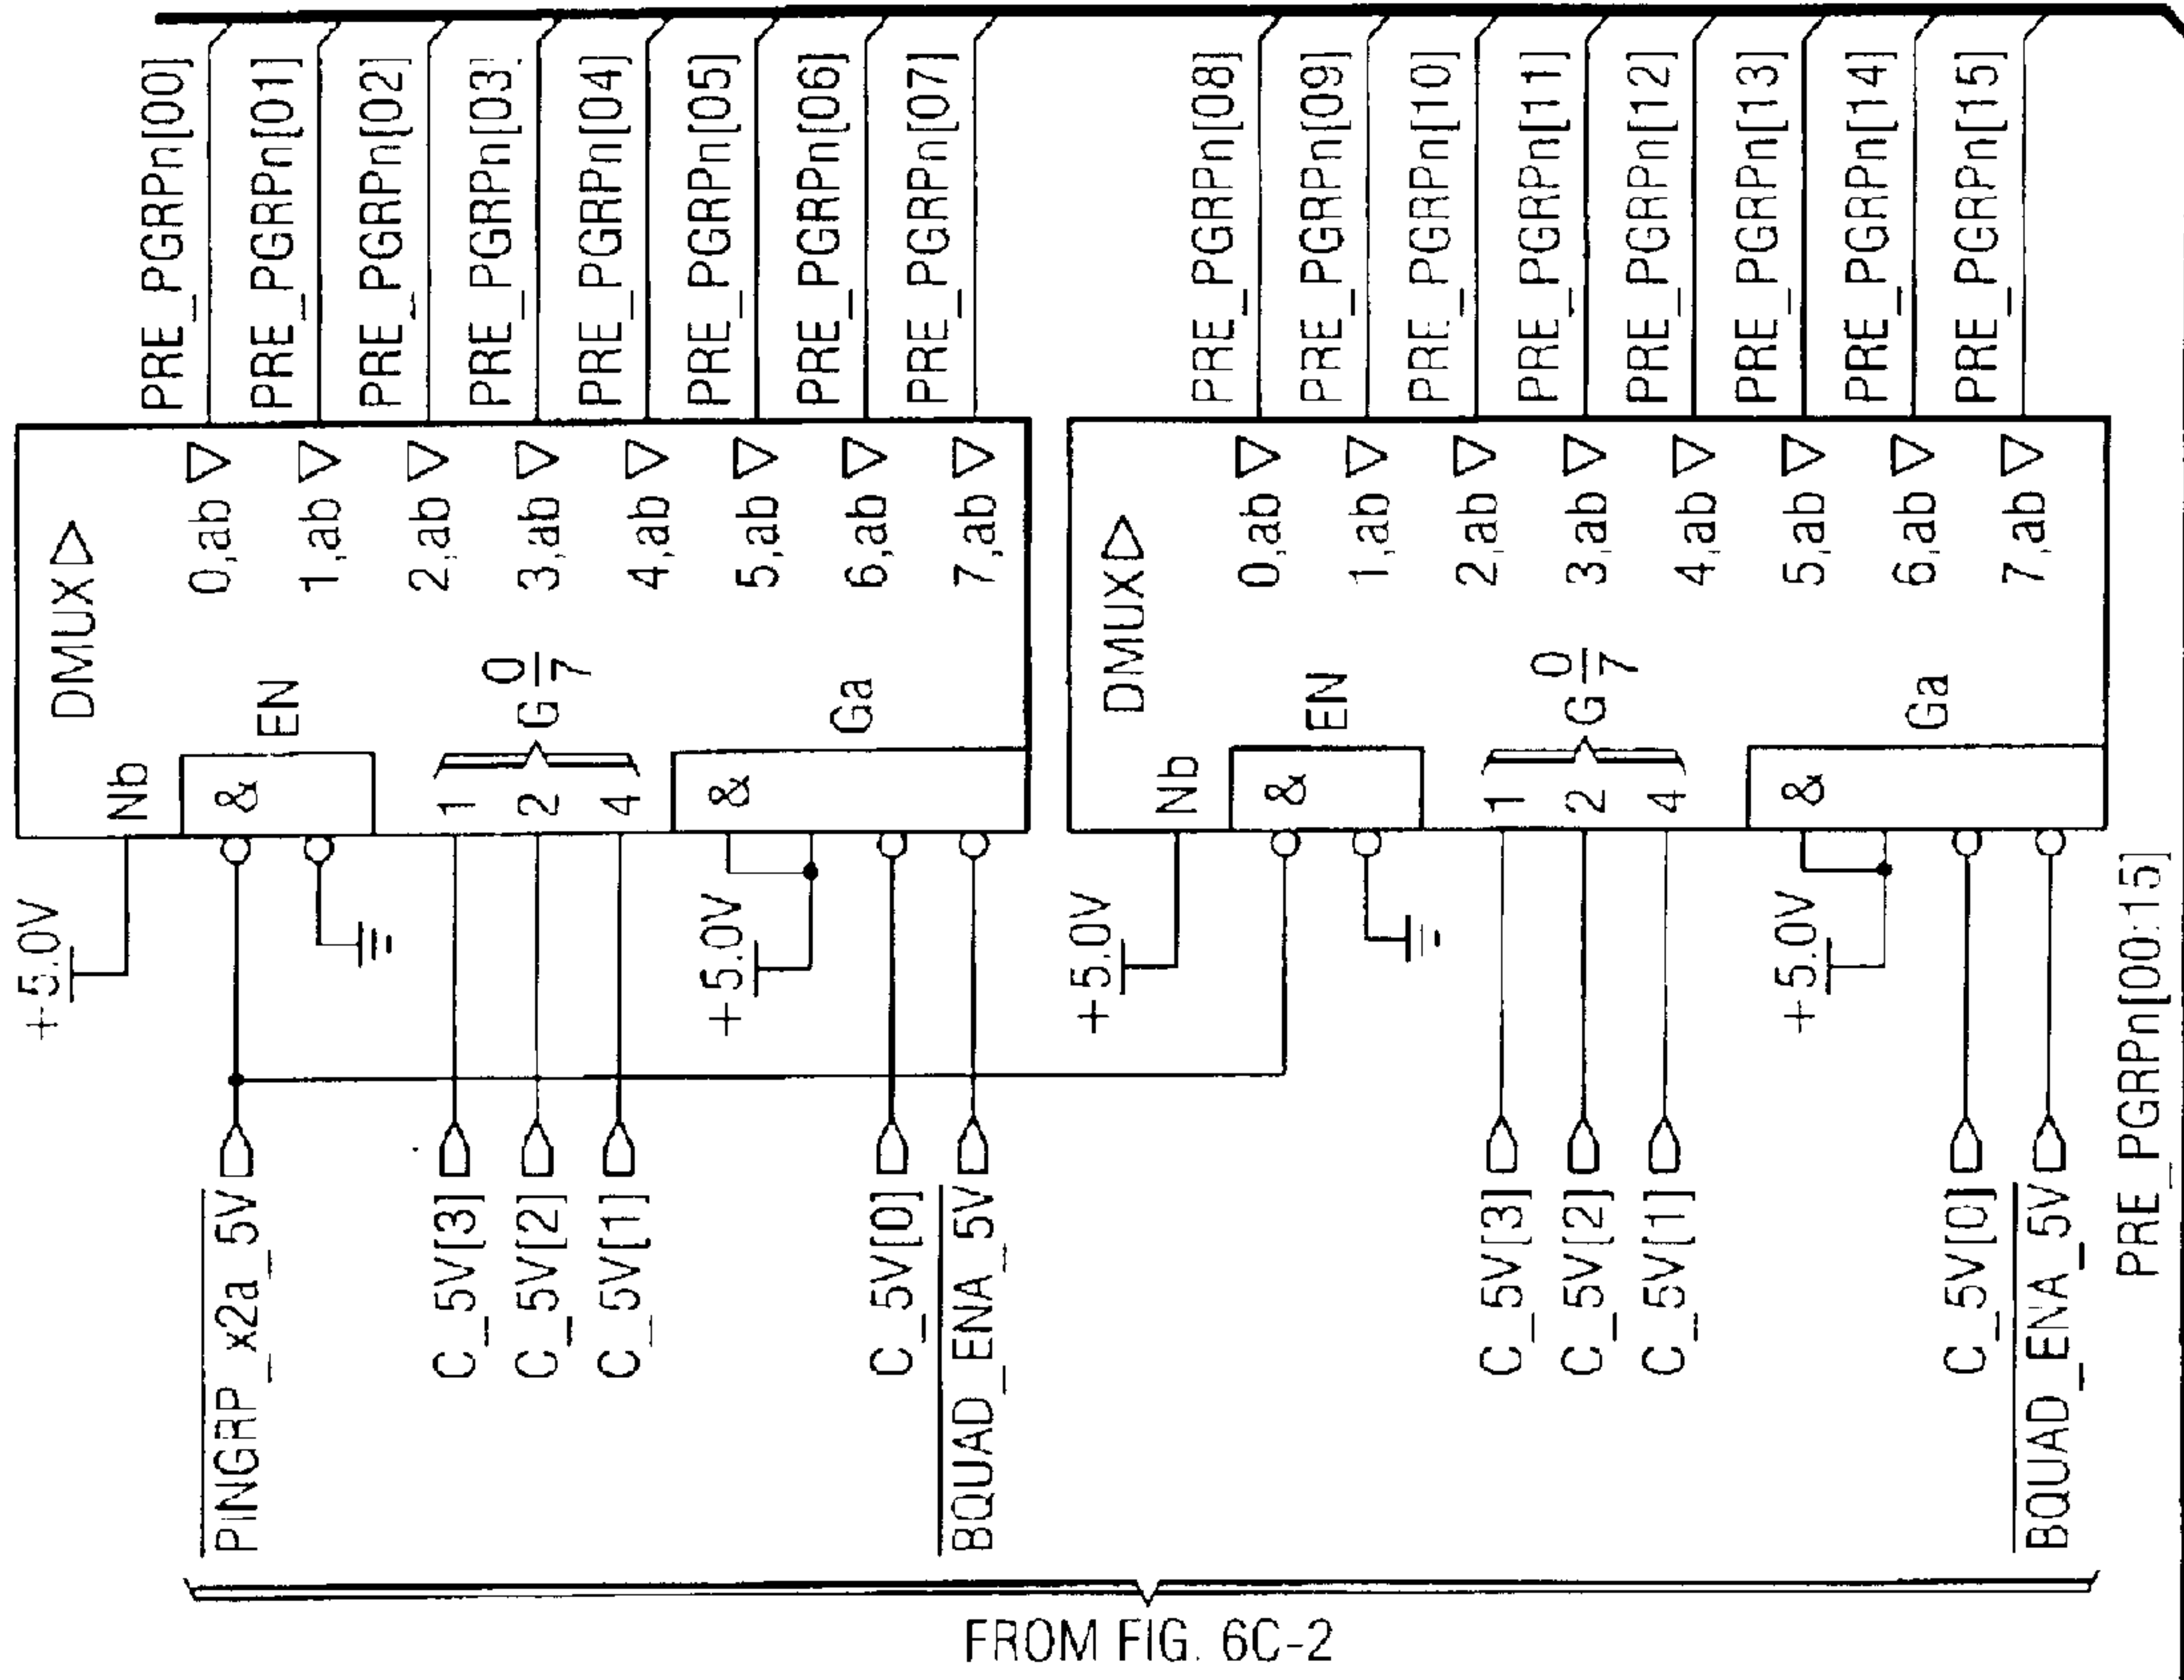 PRE_PGRPn[00]
PRE_PGRPn[01]
PRE_PGRPn[02]
PRE_PGRPn[03]
PRE_PGRPn[04]
PRE_PGRPn[05]
PRE_PGRPn[06]
PRE_PGRPn[07]
PRE_PGRPn[08]
PRE_PGRPn[09]
PRE_PGRPn[10]
PRE_PGRPn[11]
PRE_PGRPn[12]
PRE_PGRPn[13]
PRE_PGRPn[14]
PRE_PGRPn[15]
DMUX▷
0,ab ▽
1,ab ▽
2,ab ▽
3,ab ▽
4,ab ▽
5,ab ▽
6,ab ▽
7,ab ▽
Nb
&
EN
1
2
4
G 0/7
&
Ga
+5.0V
+5.0V
PINGRP_x2a_5V
C_5V[3]
C_5V[2]
C_5V[1]
C_5V[0]
BQUAD_ENA_5V
DMUX▷
0,ab ▽
1,ab ▽
2,ab ▽
3,ab ▽
4,ab ▽
5,ab ▽
6,ab ▽
7,ab ▽
Nb
&
EN
1
2
4
G 0/7
&
Ga
+5.0V
+5.0V
C_5V[3]
C_5V[2]
C_5V[1]
C_5V[0]
BQUAD_ENA_5V
PRE_PGRPn[00:15]
FROM FIG. 6C-2